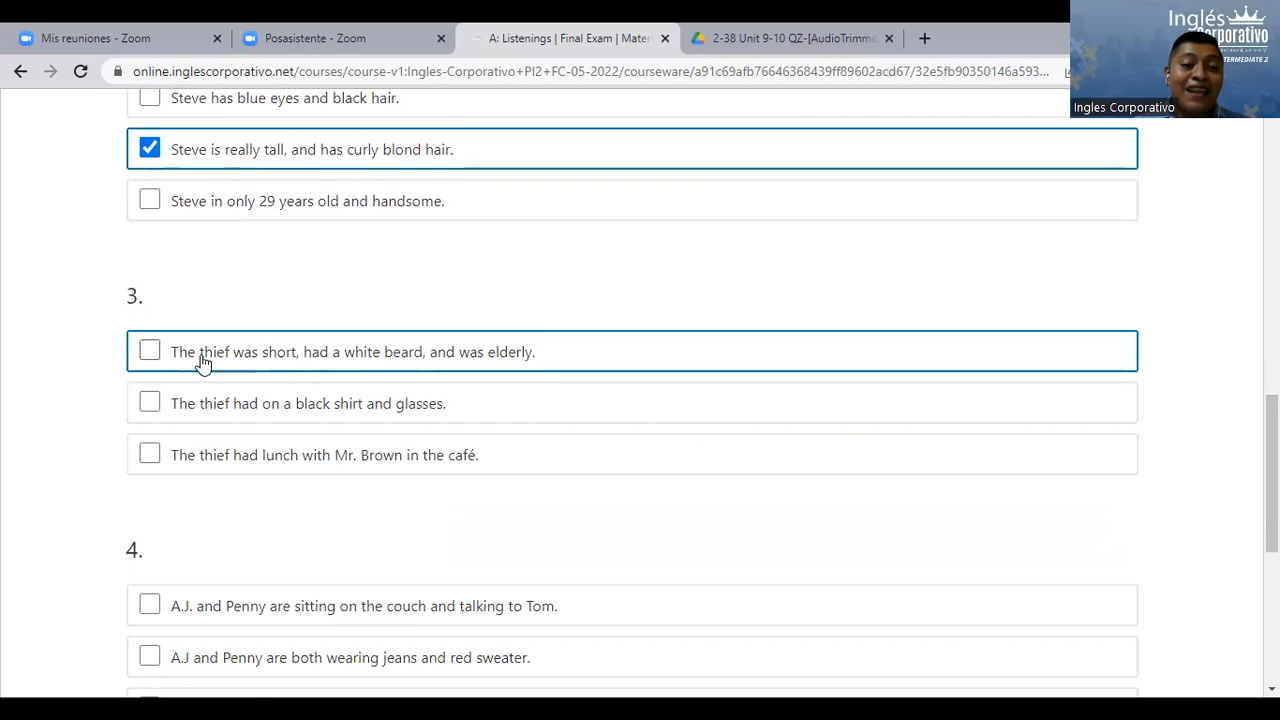 Mis reuniones - Zoom
Posasistente - Zoom
A: Listenings | Final Exam | Mater
2-38 Unit 9-10 QZ-[AudioTrimme
Inglés
Corporativo
INTERMEDIATE 2
online.inglescorporativo.net/courses/course-v1:Ingles-Corporativo+PI2+FC-05-2022/courseware/a91c69afb76646368439ff89602acd67/32e5fb90350146a593...
Ingles Corporativo
Steve has blue eyes and black hair.
Steve is really tall, and has curly blond hair.
Steve in only 29 years old and handsome.
3.
The thief was short, had a white beard, and was elderly.
The thief had on a black shirt and glasses.
The thief had lunch with Mr. Brown in the café.
4.
A.J. and Penny are sitting on the couch and talking to Tom.
A.J and Penny are both wearing jeans and red sweater.